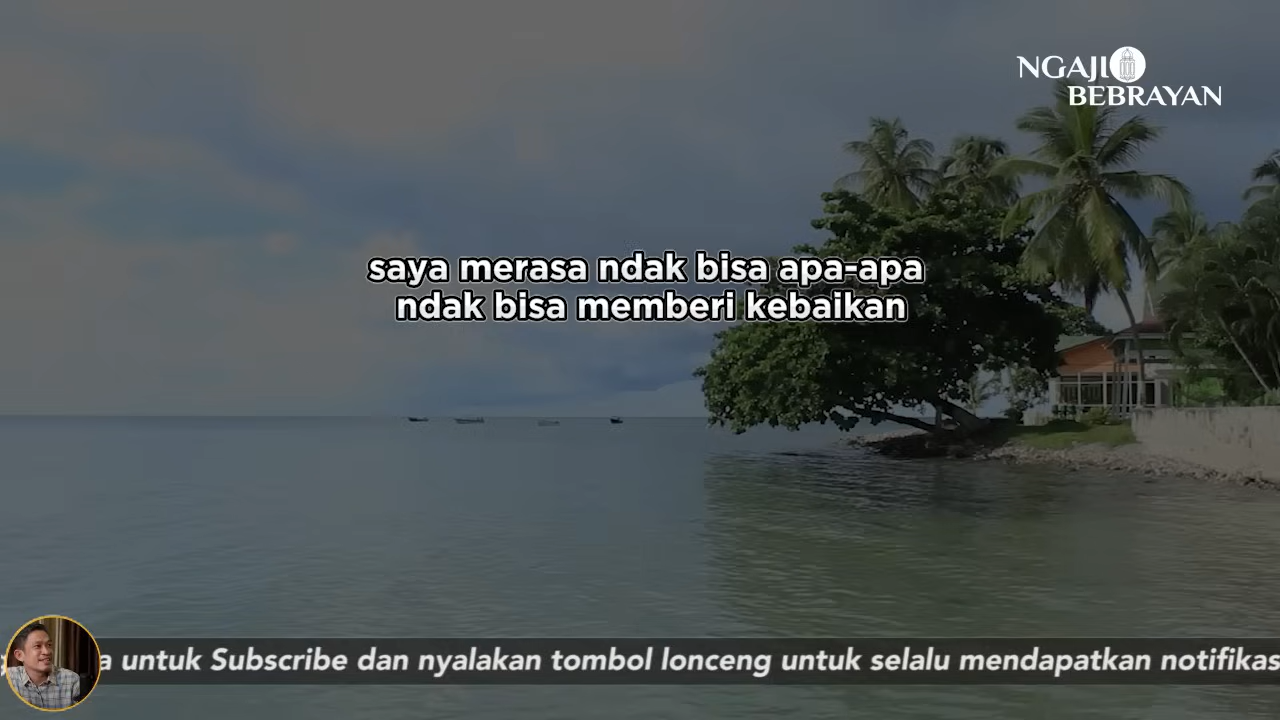 NGAJI
BEBRAYAN
saya merasa ndak bisa apa-apa
ndak bisa memberi kebaikan
untuk Subscribe dan nyalakan tombol lonceng untuk selalu mendapatkan